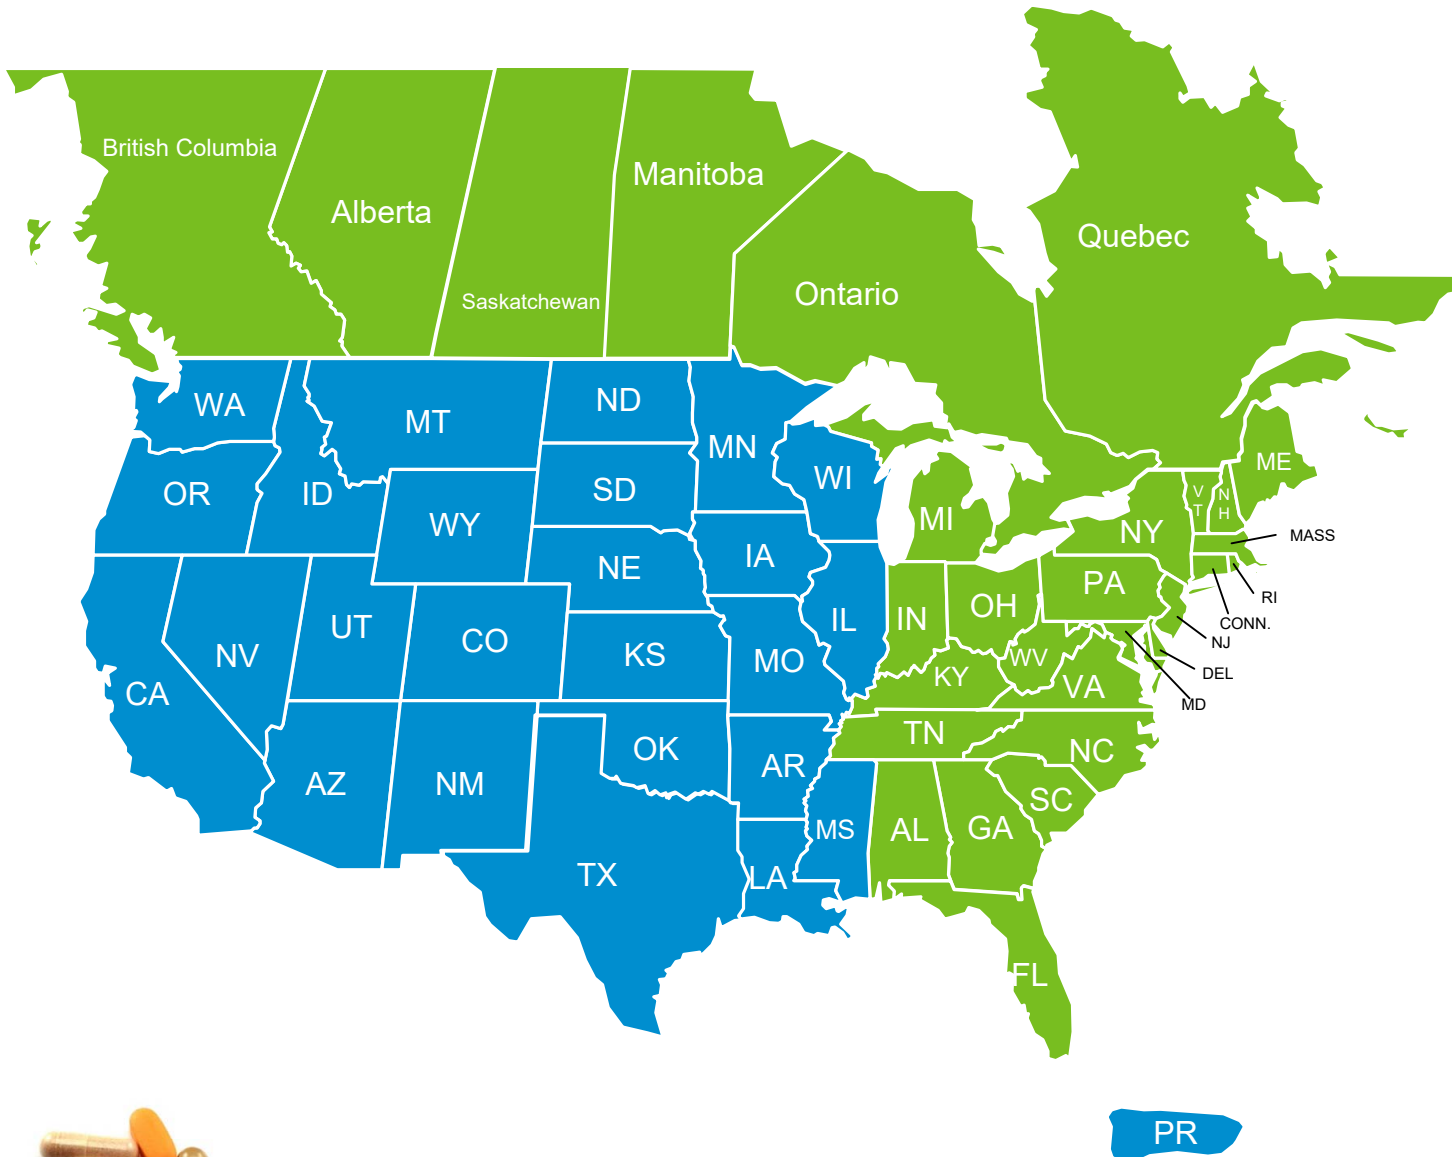 British Columbia
Alberta
Saskatchewan
Manitoba
Ontario
Quebec
WA
MT
ND
MN
WI
ME
OR
ID
WY
SD
MI
NY
V
T
N
H
MASS
IA
NE
IL
IN
OH
PA
RI
CONN.
NJ
UT
CO
KS
MO
NV
CA
KY
WV
VA
DEL
MD
TN
NC
OK
AR
AZ
NM
MS
AL
GA
SC
TX
LA
FL
PR